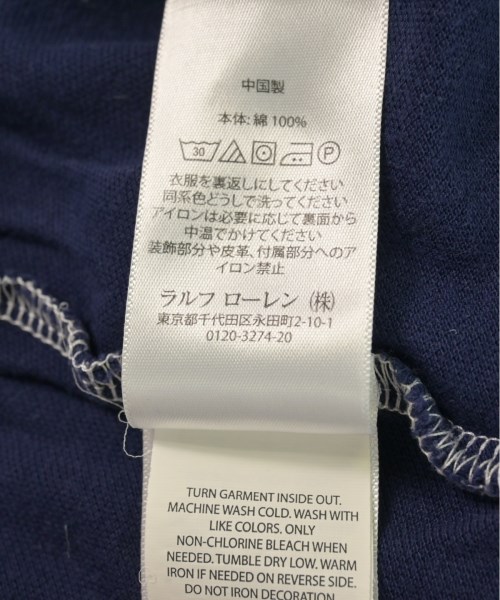 中国製
本体: 綿 100%
30 P
衣服を裏返しにしてください
同系色どうしで洗ってください
アイロンは必要に応じて裏面から
中温でかけてください
装飾部分や皮革、付属部分へのア
イロン禁止
ラルフ ローレン (株)
東京都千代田区永田町2-10-1
0120-3274-20
TURN GARMENT INSIDE OUT.
MACHINE WASH COLD. WASH WITH
LIKE COLORS. ONLY
NON-CHLORINE BLEACH WHEN
NEEDED. TUMBLE DRY LOW. WARM
IRON IF NEEDED ON REVERSE SIDE.
DO NOT IRON DECORATION,